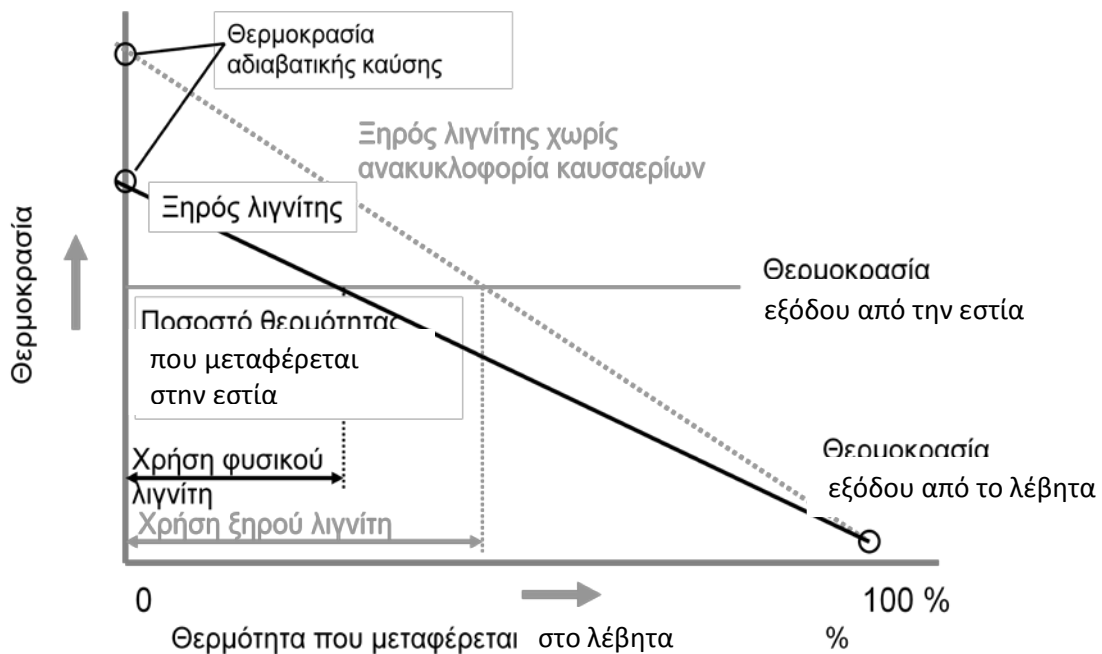 Θερμοκρασία
αδιαβατικής καύσης
Ξηρός λιγνίτης χωρίς
ανακυκλοφορία καυσαερίων
Ξηρός λιγνίτης
Θερμοκρασία
Θερμοκρασία
εξόδου από την εστία
Ποσοστό θερμότητας
που μεταφέρεται
στην εστία
Χρήση φυσικού
λιγνίτη
Θερμοκρασία
εξόδου από το λέβητα
Χρήση ξηρού λιγνίτη
0
100 %
Θερμότητα που μεταφέρεται στο λέβητα %